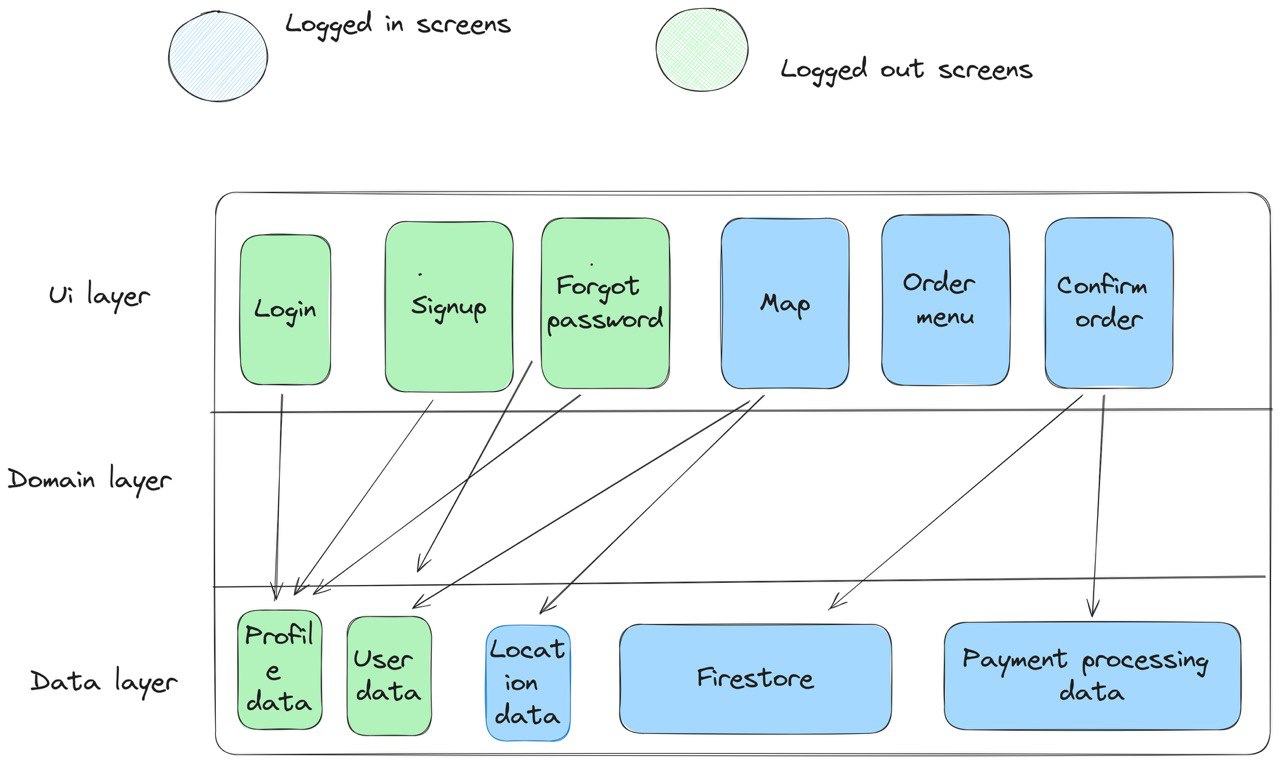 Logged in screens
Logged out screens
Ui layer
Login
Signup
Forgot
password
Map
Order
menu
Confirm
order
Domain layer
Data layer
Profil
e
data
User
data
Locat
ion
data
Firestore
Payment processing
data